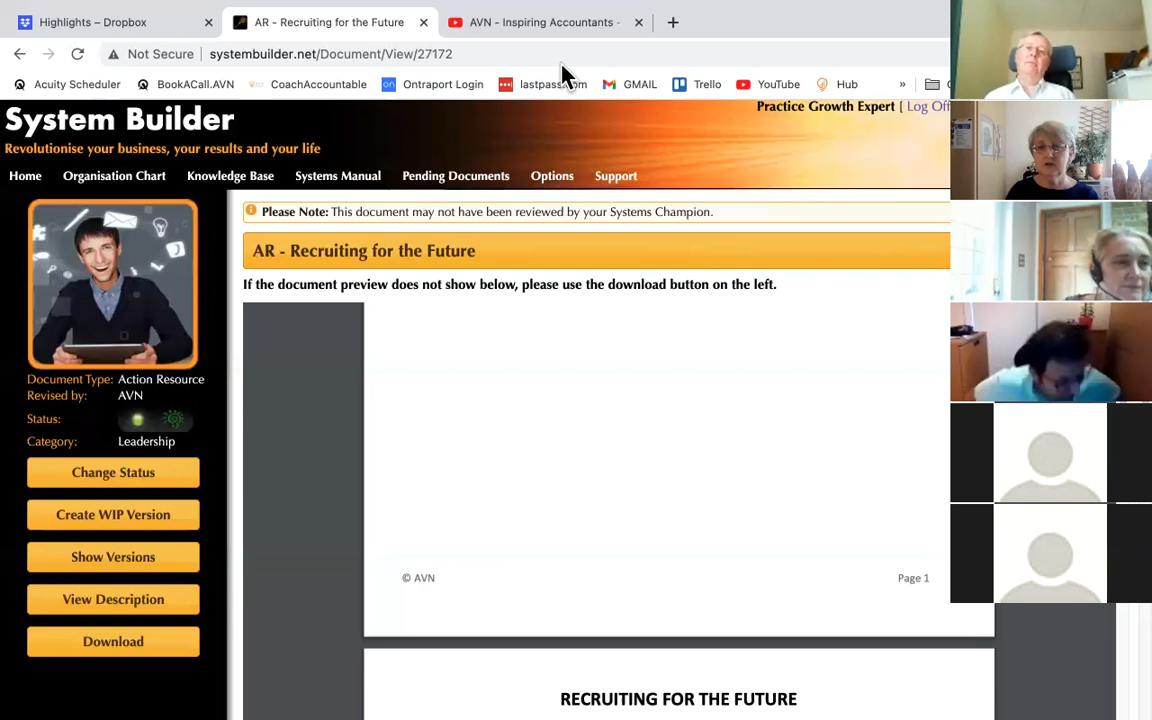 Highlights – Dropbox
AR - Recruiting for the Future
AVN - Inspiring Accountants -
Not Secure | systembuilder.net/Document/View/27172
Acuity Scheduler BookACall.AVN CoachAccountable on Ontraport Login lastpass.com GMAIL Trello YouTube Hub »
System Builder
Practice Growth Expert [ Log Off
Revolutionise your business, your results and your life
Home Organisation Chart Knowledge Base Systems Manual Pending Documents Options Support
Please Note: This document may not have been reviewed by your Systems Champion.
AR - Recruiting for the Future
If the document preview does not show below, please use the download button on the left.
Document Type: Action Resource
Revised by: AVN
Status:
Category: Leadership
Change Status
Create WIP Version
Show Versions
View Description
Download
© AVN Page 1
RECRUITING FOR THE FUTURE